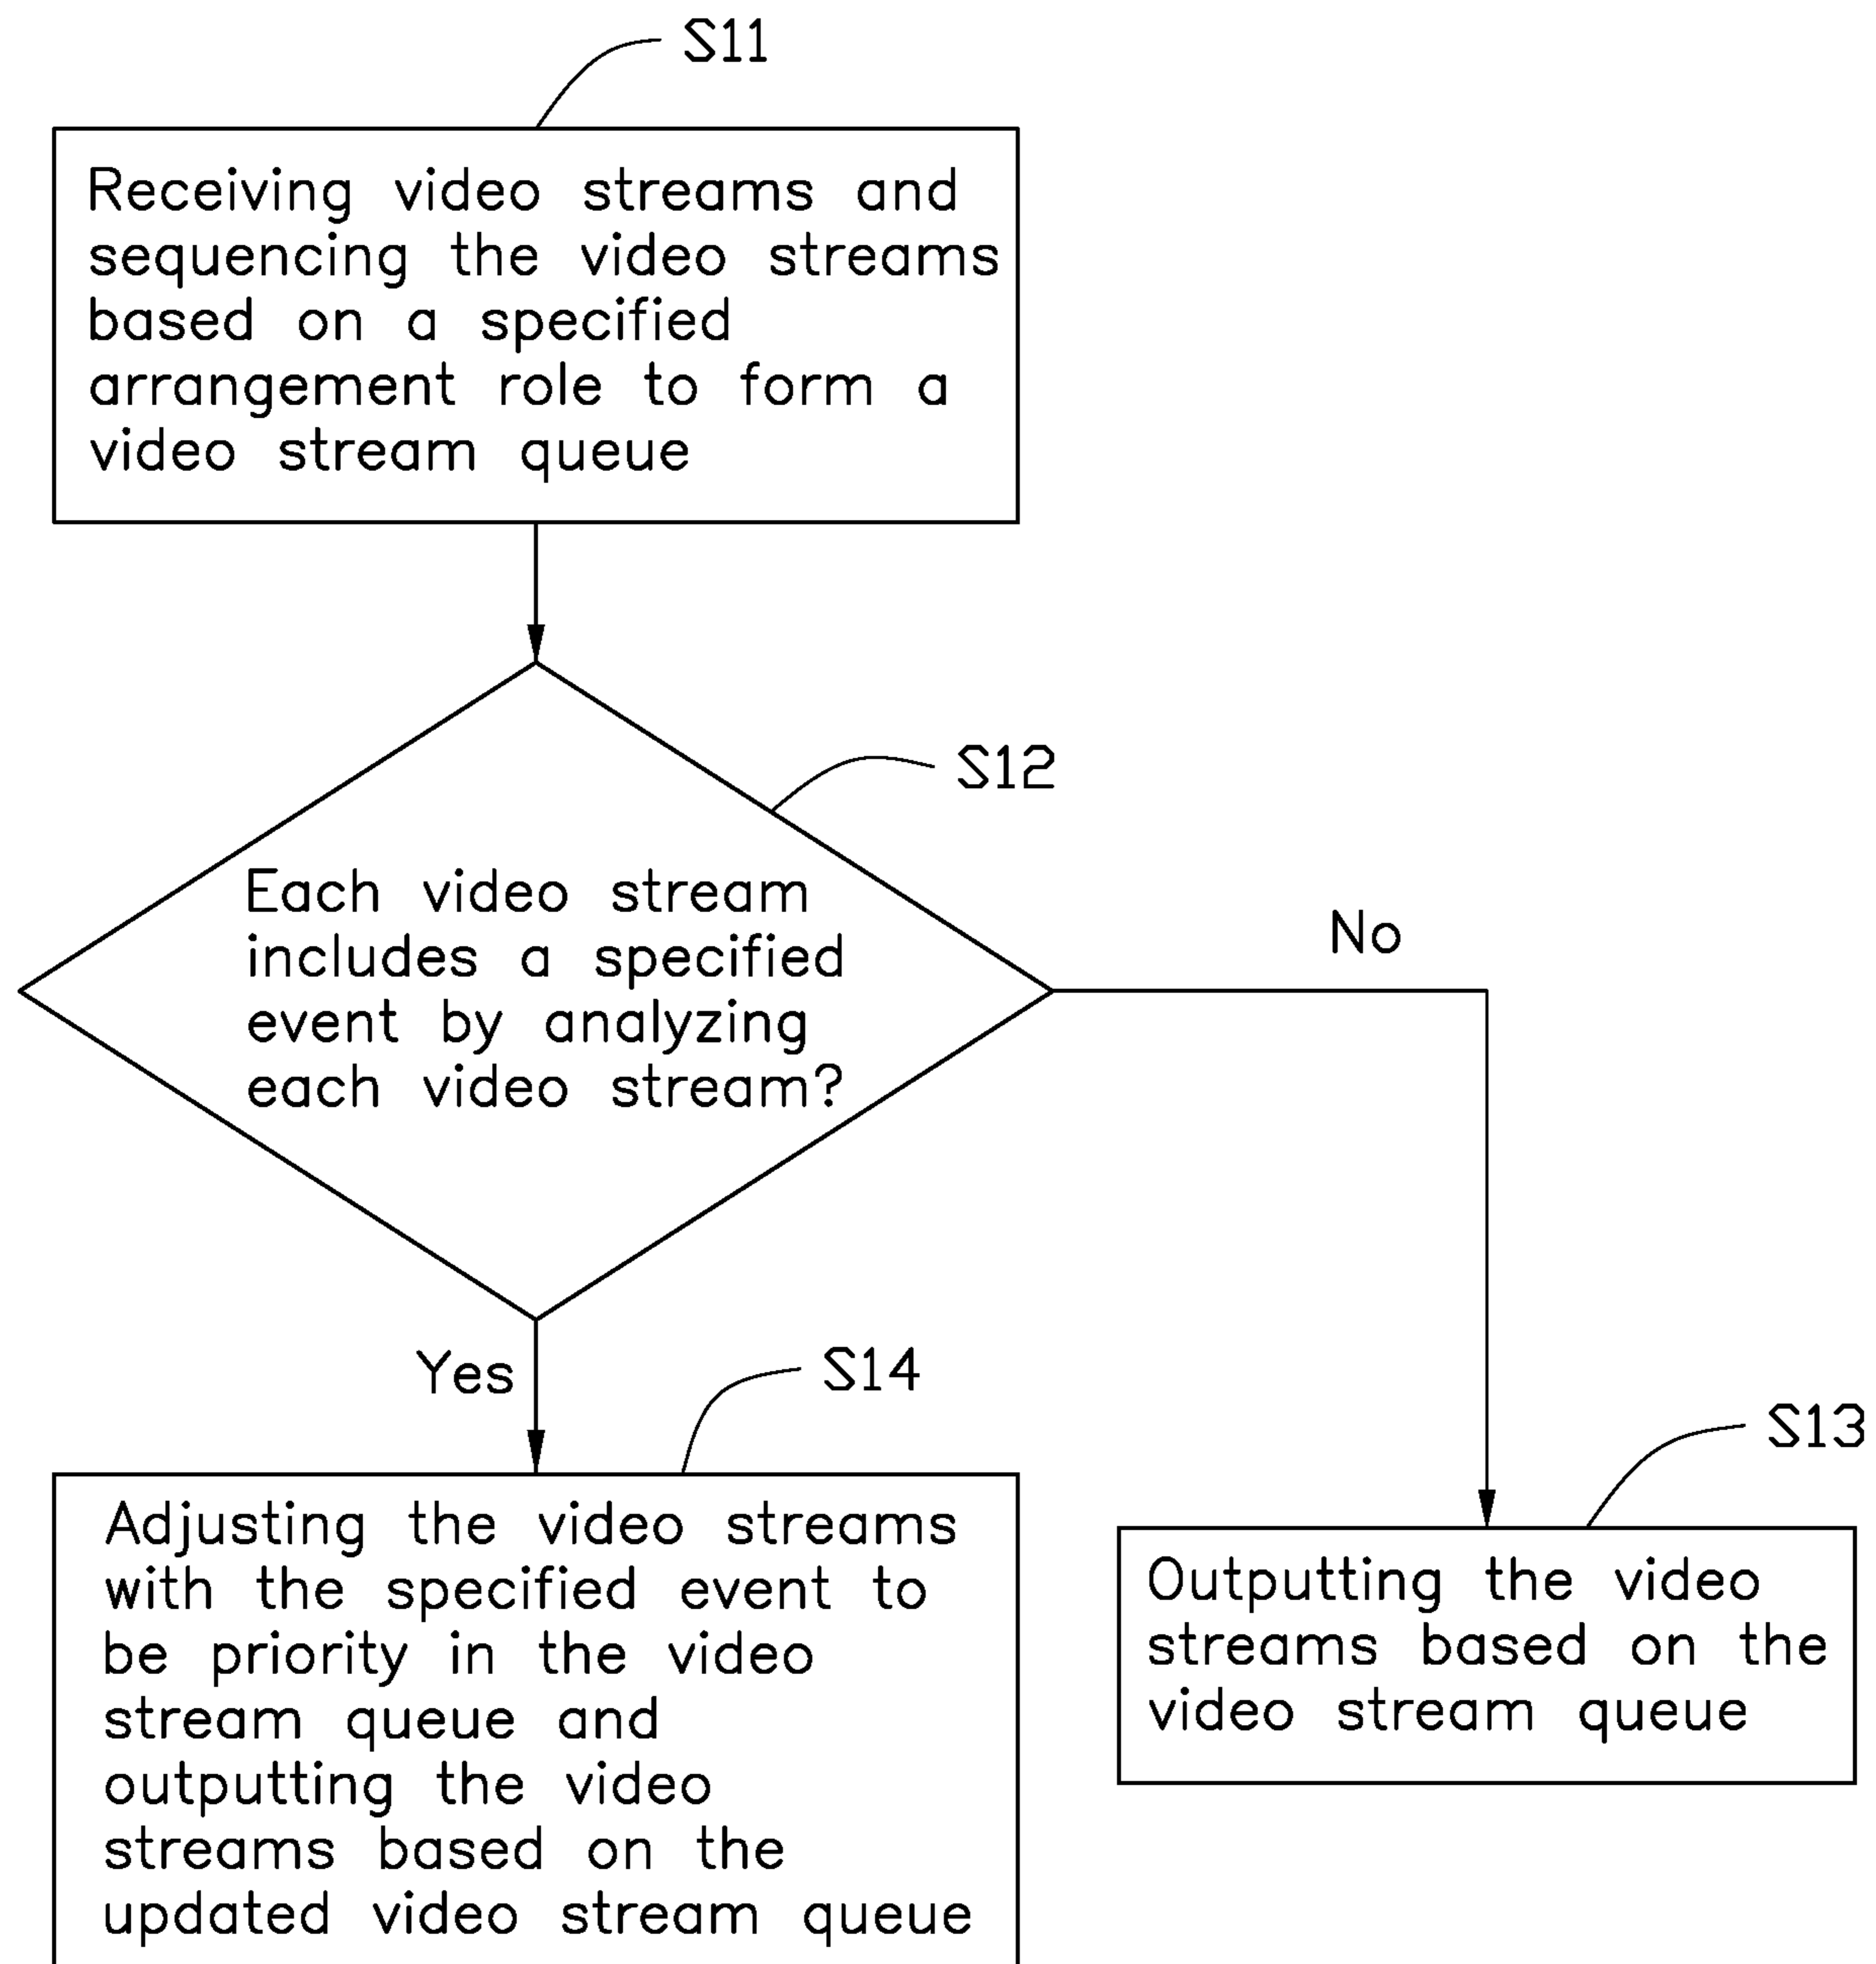 S11
Receiving video streams and
sequencing the video streams
based on a specified
arrangement role to form a
video stream queue
S12
Each video stream
includes a specified
event by analyzing
each video stream?
No
Yes
S14
Adjusting the video streams
with the specified event to
be priority in the video
stream queue and
outputting the video
streams based on the
updated video stream queue
S13
Outputting the video
streams based on the
video stream queue